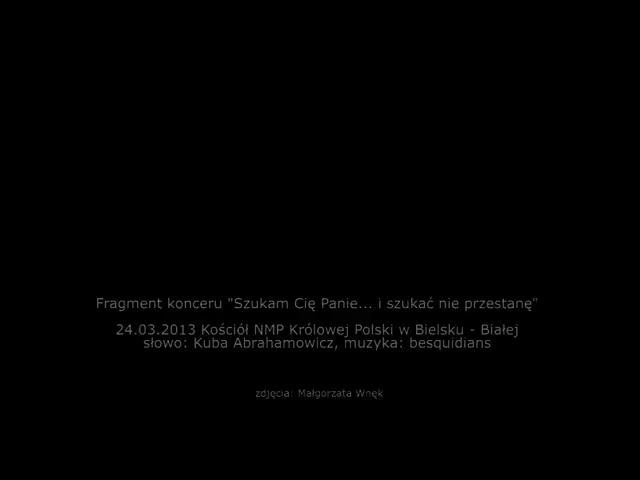 Fragment konceru "Szukam Cię Panie... i szukać nie przestanę"
24.03.2013 Kościół NMP Królowej Polski w Bielsku - Białej
słowo: Kuba Abrahamowicz, muzyka: besquidians
zdjęcia: Małgorzata Wnęk